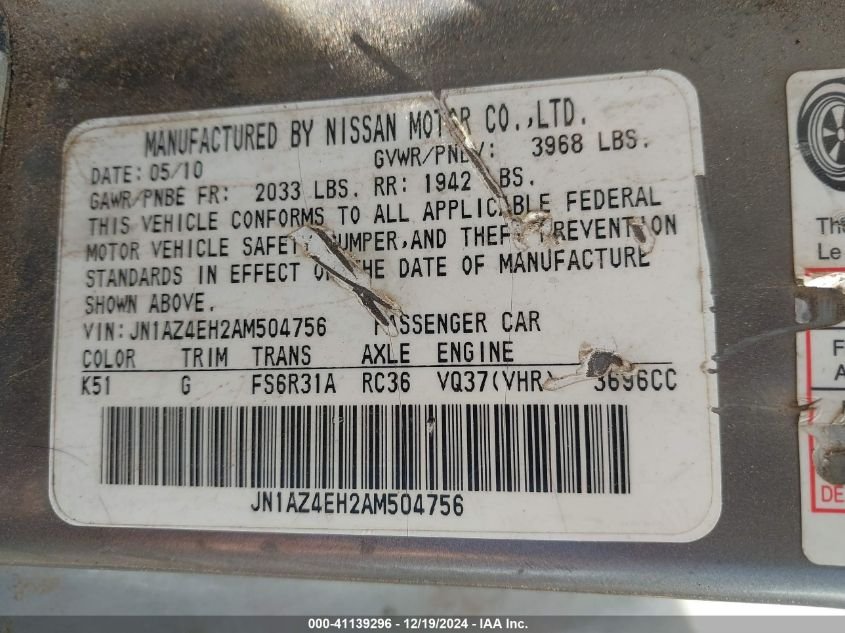 MANUFACTURED BY NISSAN MOTOR CO.,LTD.
DATE: 05/10 GVWR/PNBV: 3968 LBS.
GAWR/PNBE FR: 2033 LBS. RR: 1942 LBS.
THIS VEHICLE CONFORMS TO ALL APPLICABLE FEDERAL
MOTOR VEHICLE SAFETY BUMPER,AND THEFT PREVENTION
STANDARDS IN EFFECT ON THE DATE OF MANUFACTURE
SHOWN ABOVE.
VIN: JN1AZ4EH2AM504756 PASSENGER CAR
COLOR TRIM TRANS AXLE ENGINE
K51 G FS6R31A RC36 VQ37(VHR) 3696CC
JN1AZ4EH2AM504756
Le
DE
000-41139296 - 12/19/2024 - IAA Inc.